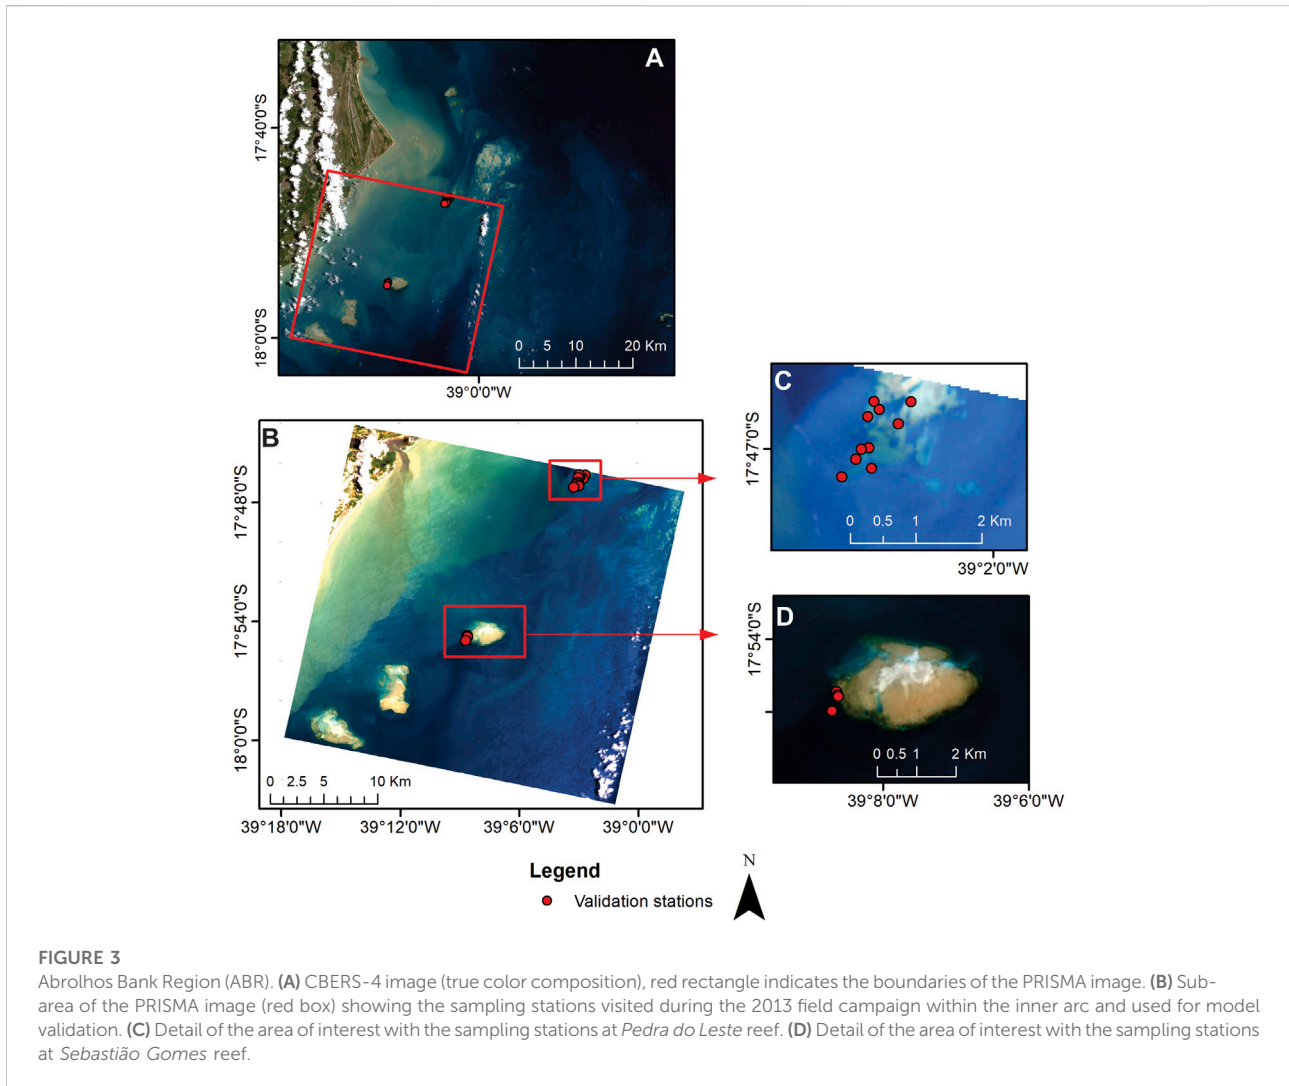 A
17°40'0"S
18°0'0"S
0 5 10 20 Km
39°0'0"W
B
17°48'0"S
17°54'0"S
18°0'0"S
0 2.5 5 10 Km
39°18'0"W 39°12'0"W 39°6'0"W 39°0'0"W
C
17°47'0"S
0 0.5 1 2 Km
39°2'0"W
D
17°54'0"S
0 0.5 1 2 Km
39°8'0"W 39°6'0"W
Legend
Validation stations
N
FIGURE 3
Abrolhos Bank Region (ABR). (A) CBERS-4 image (true color composition), red rectangle indicates the boundaries of the PRISMA image. (B) Sub-
area of the PRISMA image (red box) showing the sampling stations visited during the 2013 field campaign within the inner arc and used for model
validation. (C) Detail of the area of interest with the sampling stations at Pedra do Leste reef. (D) Detail of the area of interest with the sampling stations
at Sebastião Gomes reef.